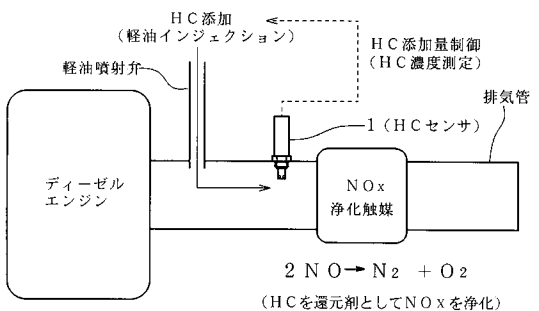 HC添加
(軽油インジェクション)
HC添加量制御
(HC濃度測定)
軽油噴射弁
排気管
1(HCセンサ)
ディーゼル
エンジン
NOx
浄化触媒
2NO→N2 +O2
(HCを還元剤としてNOxを浄化)